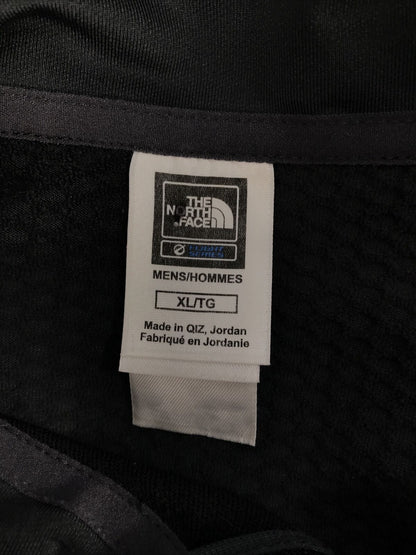 THE
NORTH
FACE
FLIGHT
SERIES
MENS/HOMMES
XL/TG
Made in QIZ, Jordan
Fabriqué en Jordanie